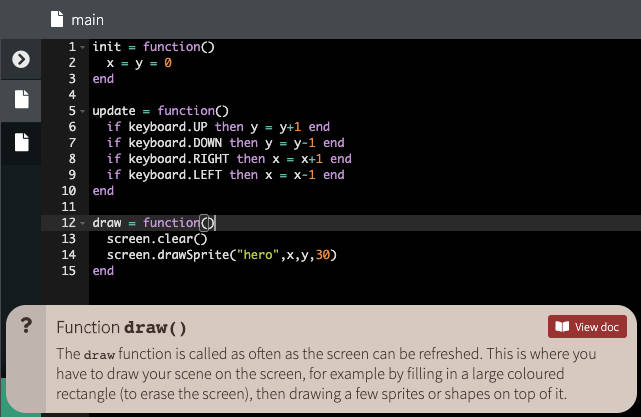 main
1 init = function()
2 x = y = 0
3 end
4
5 update = function()
6 if keyboard.UP then y = y+1 end
7 if keyboard.DOWN then y = y-1 end
8 if keyboard.RIGHT then x = x+1 end
9 if keyboard.LEFT then x = x-1 end
10 end
11
12 draw = function()
13 screen.clear()
14 screen.drawSprite("hero",x,y,30)
15 end
? Function draw() View doc
The draw function is called as often as the screen can be refreshed. This is where you
have to draw your scene on the screen, for example by filling in a large coloured
rectangle (to erase the screen), then drawing a few sprites or shapes on top of it.